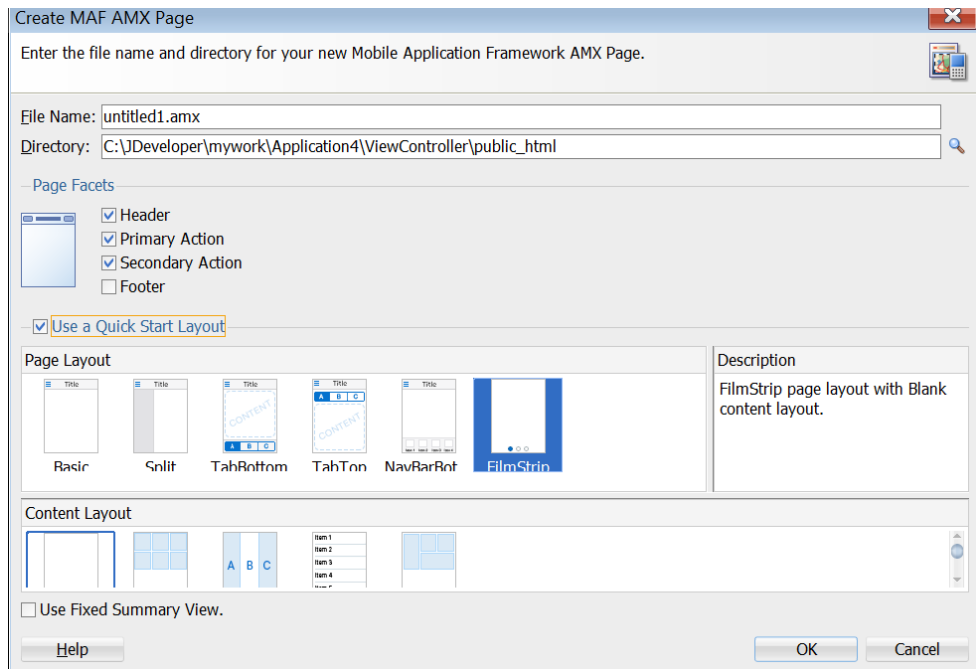 Create MAF AMX Page
Enter the file name and directory for your new Mobile Application Framework AMX Page.
File Name: untitled1.amx
Directory: C:\JDeveloper\mywork\Application4\ViewController\public_html
Page Facets
Header
Primary Action
Secondary Action
Footer
Use a Quick Start Layout
Page Layout
Title
Title
Title
CONTENT
A B C
Title
A B C
CONTENT
Title
Basic Split TabBottom TabTop NavBarBot FilmStrip
Description
FilmStrip page layout with Blank
content layout.
Content Layout
A B C
Item 1
Item 2
Item 3
Item 4
Use Fixed Summary View.
Help OK Cancel